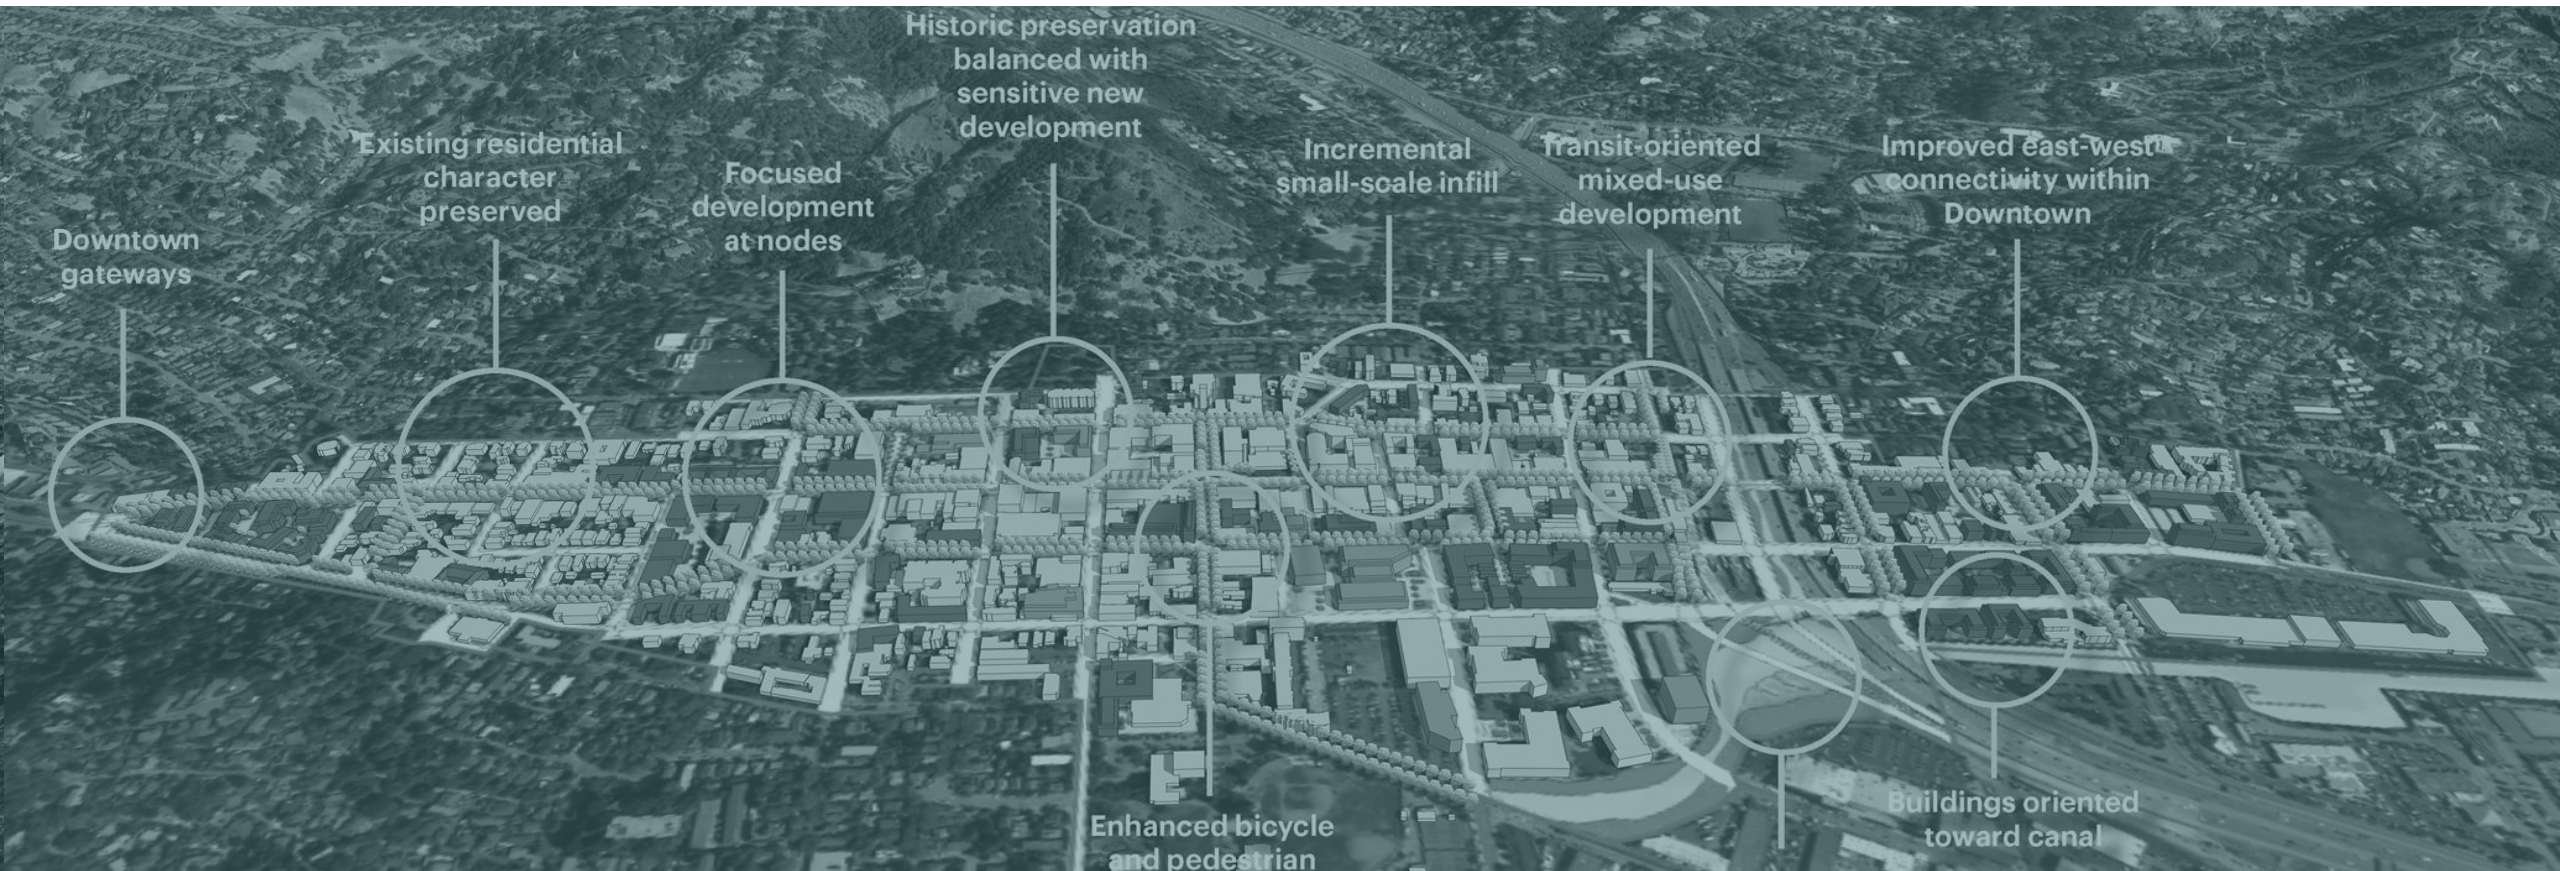 Historic preservation
balanced with
sensitive new
development
Existing residential
character
preserved
Focused
development
at nodes
Incremental
small-scale infill
Transit-oriented
mixed-use
development
Improved east-west
connectivity within
Downtown
Downtown
gateways
Enhanced bicycle
and pedestrian
Buildings oriented
toward canal